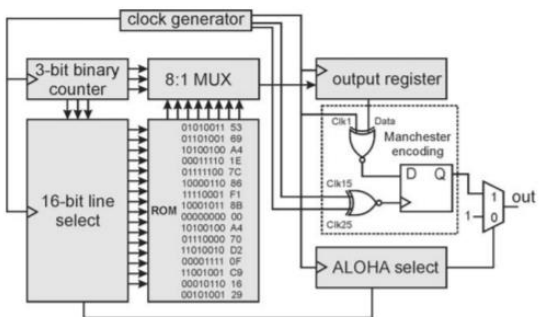 clock generator
3-bit binary
counter
8:1 MUX
output register
Clk1
Data
Manchester
encoding
16-bit line
select
ROM
01010011 53
01101001 69
10100100 A4
00011110 1E
01111100 7C
10000110 86
11110001 F1
10001011 8B
00000000 00
10100100 A4
01110000 70
11010010 D2
00001111 0F
11001001 C9
00010110 16
00101001 29
D Q
Clk15
Clk25
1
1
0
out
ALOHA select